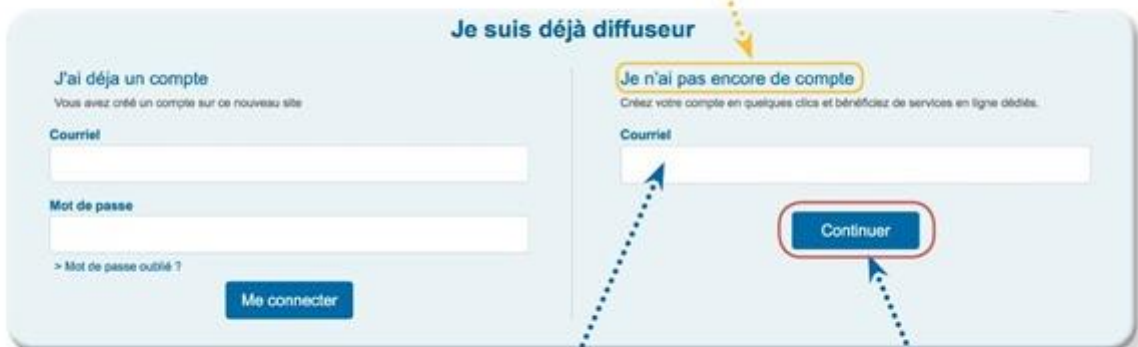 Je suis déjà diffuseur
J'ai déja un compte
Vous avez créé un compte sur ce nouveau site
Courriel
Mot de passe
> Mot de passe oublié ?
Me connecter
Je n'ai pas encore de compte
Créez votre compte en quelques clics et bénéficiez de services en ligne dédiés.
Courriel
Continuer